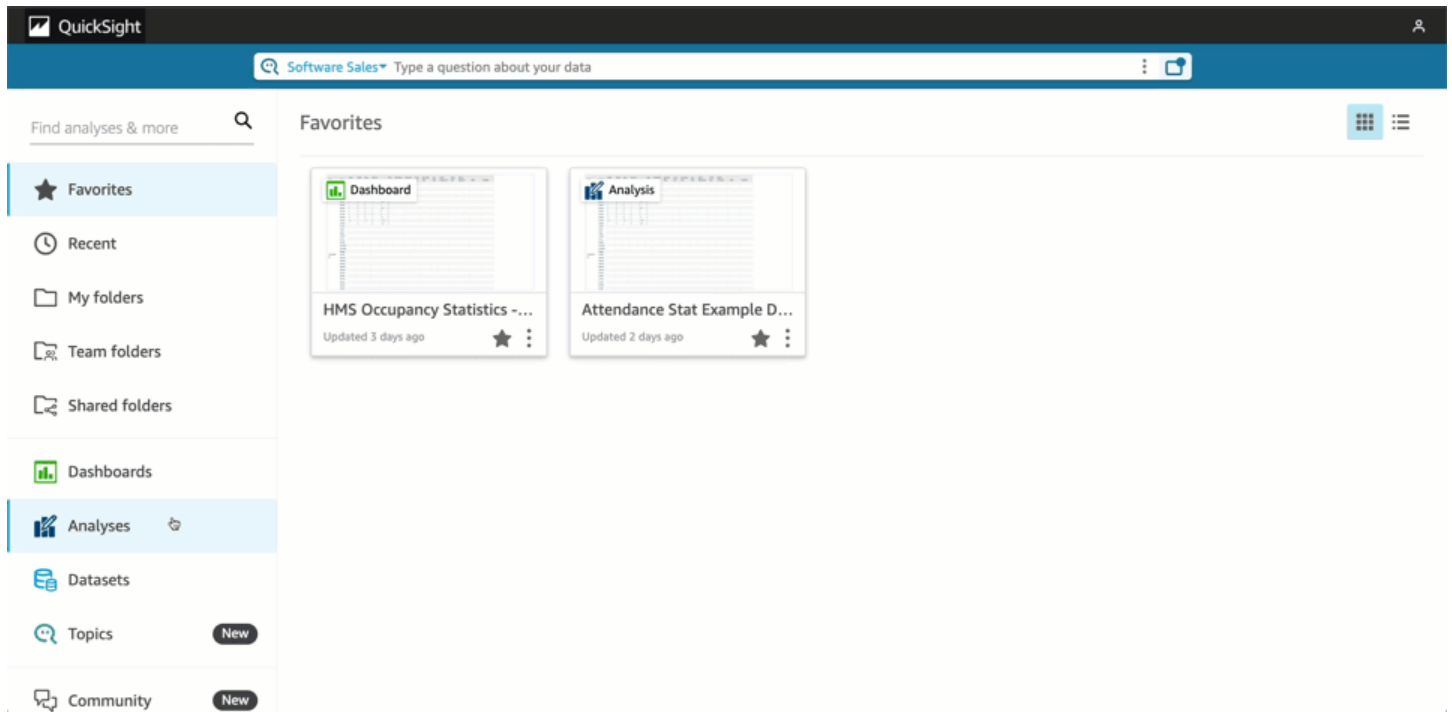 QuickSight
Software Sales Type a question about your data
Find analyses & more
Favorites
Recent
My folders
Team folders
Shared folders
Dashboards
Analyses
Datasets
Topics New
Community New
Favorites
Dashboard
HMS Occupancy Statistics -...
Updated 3 days ago
Analysis
Attendance Stat Example D...
Updated 2 days ago